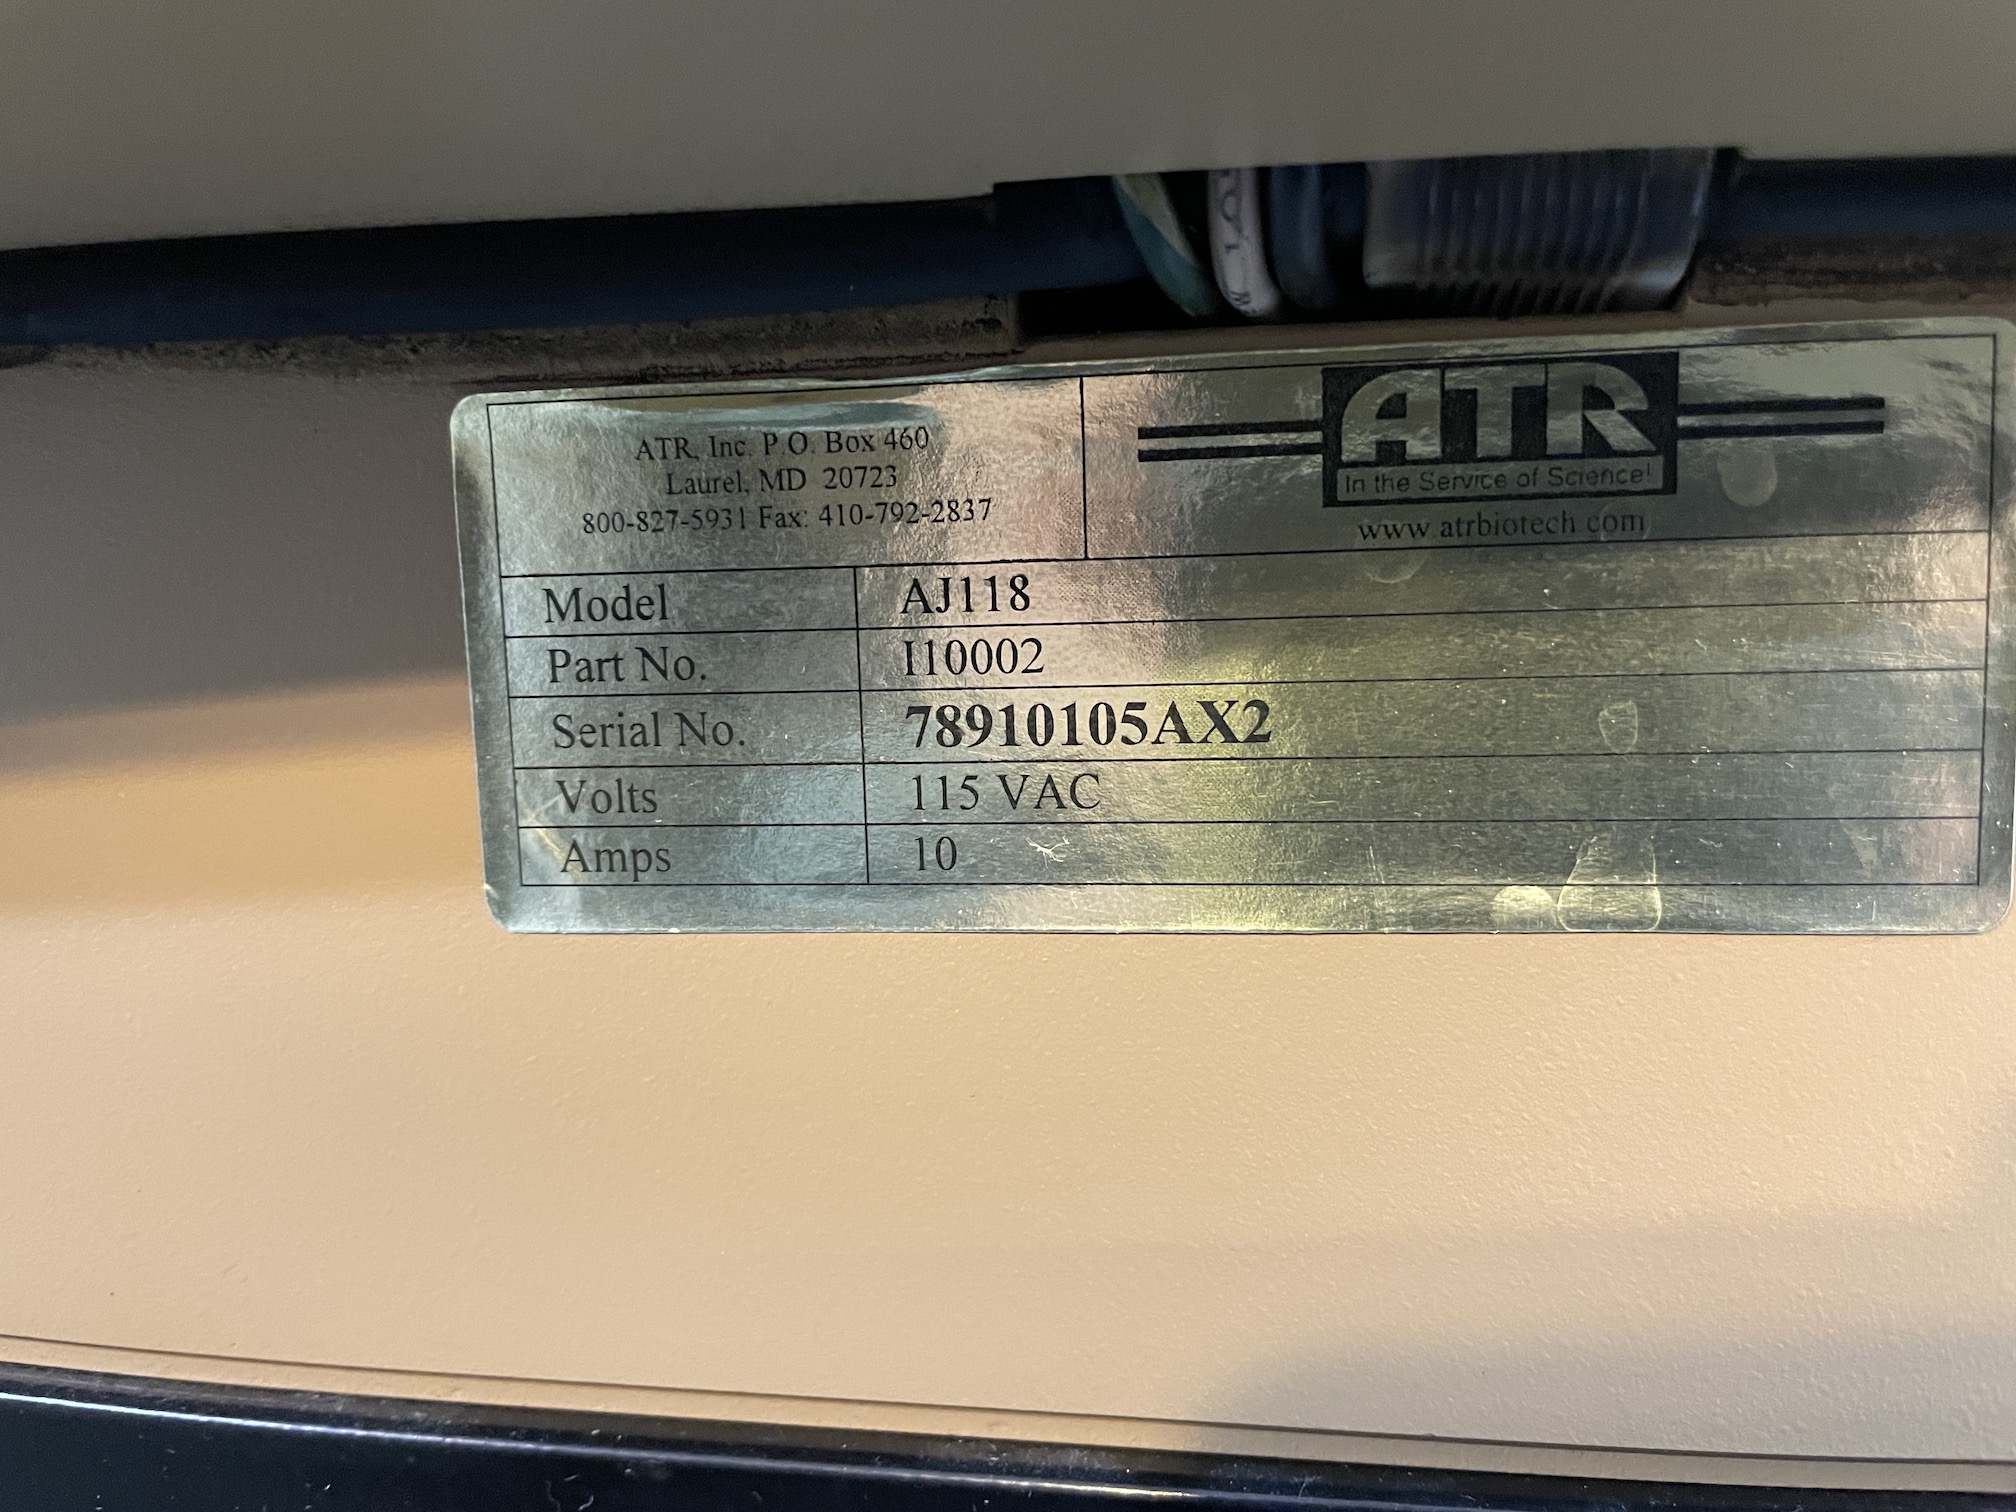 ATR, Inc. P.O. Box 460
Laurel, MD 20723
800-827-5931 Fax: 410-792-2837
ATR
In the Service of Science!
www.atrbiotech.com
Model AJ118
Part No. I10002
Serial No. 78910105AX2
Volts 115 VAC
Amps 10